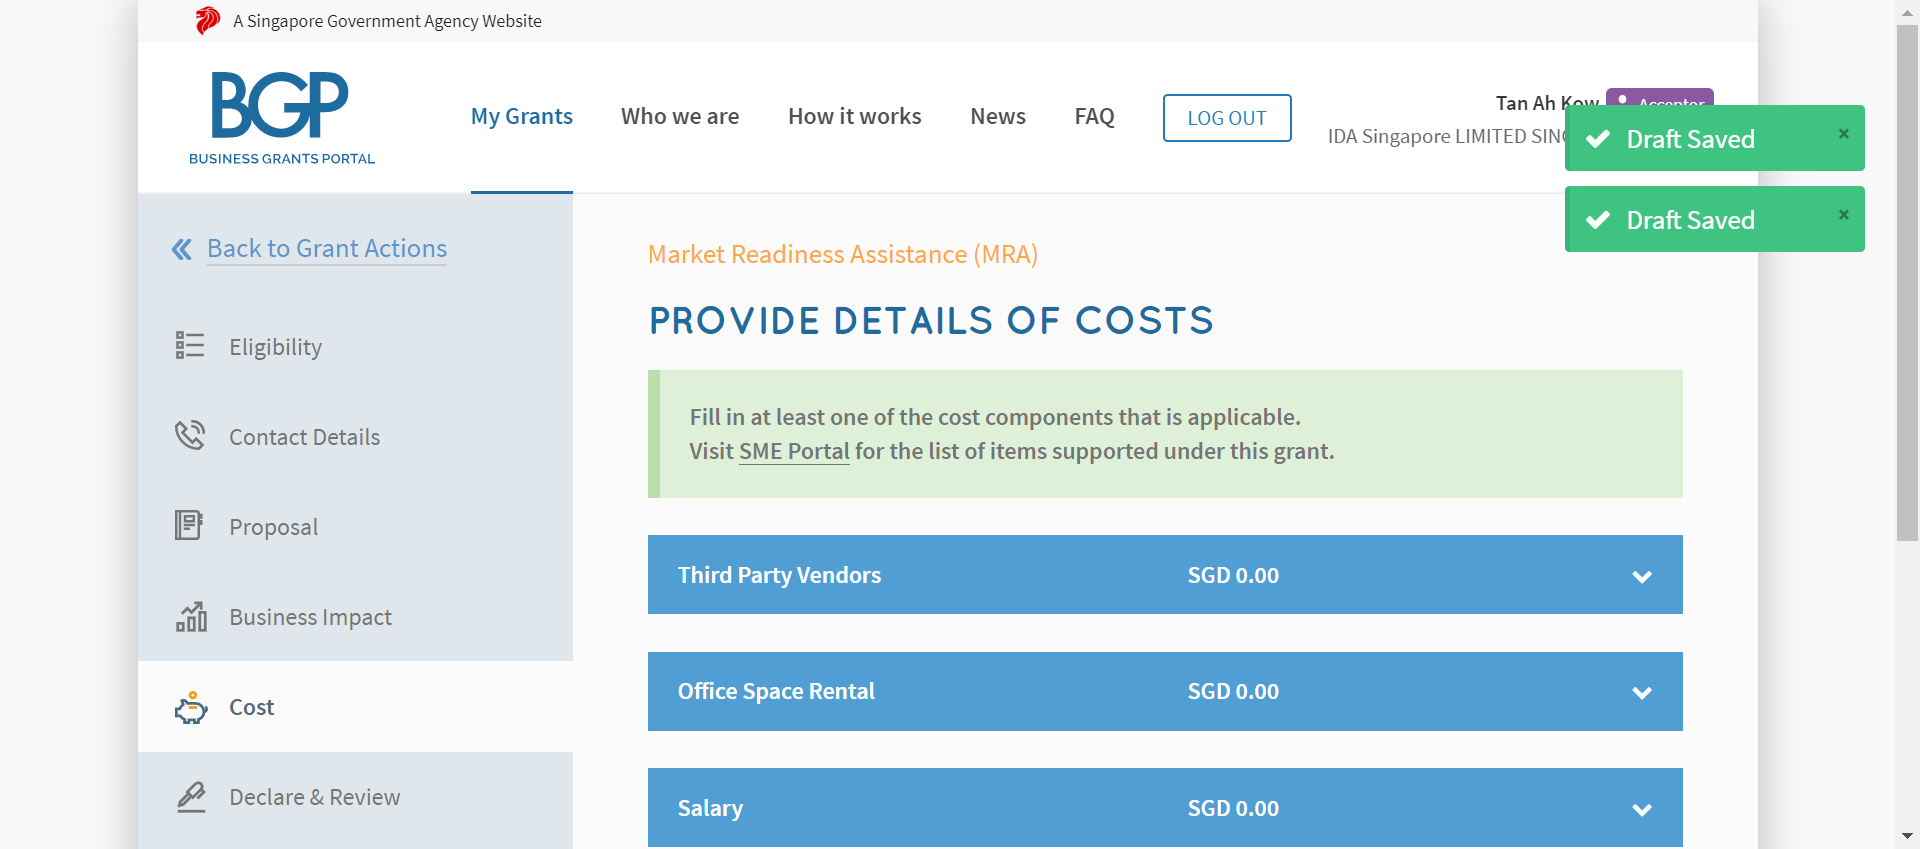 A Singapore Government Agency Website
BGP
BUSINESS GRANTS PORTAL
My Grants
Who we are
How it works
News
FAQ
LOG OUT
Tan Ah Kow
Acceptor
IDA Singapore LIMITED
Draft Saved
Draft Saved
Back to Grant Actions
Eligibility
Contact Details
Proposal
Business Impact
Cost
Declare & Review
Market Readiness Assistance (MRA)
PROVIDE DETAILS OF COSTS
Fill in at least one of the cost components that is applicable.
Visit SME Portal for the list of items supported under this grant.
Third Party Vendors SGD 0.00
Office Space Rental SGD 0.00
Salary SGD 0.00